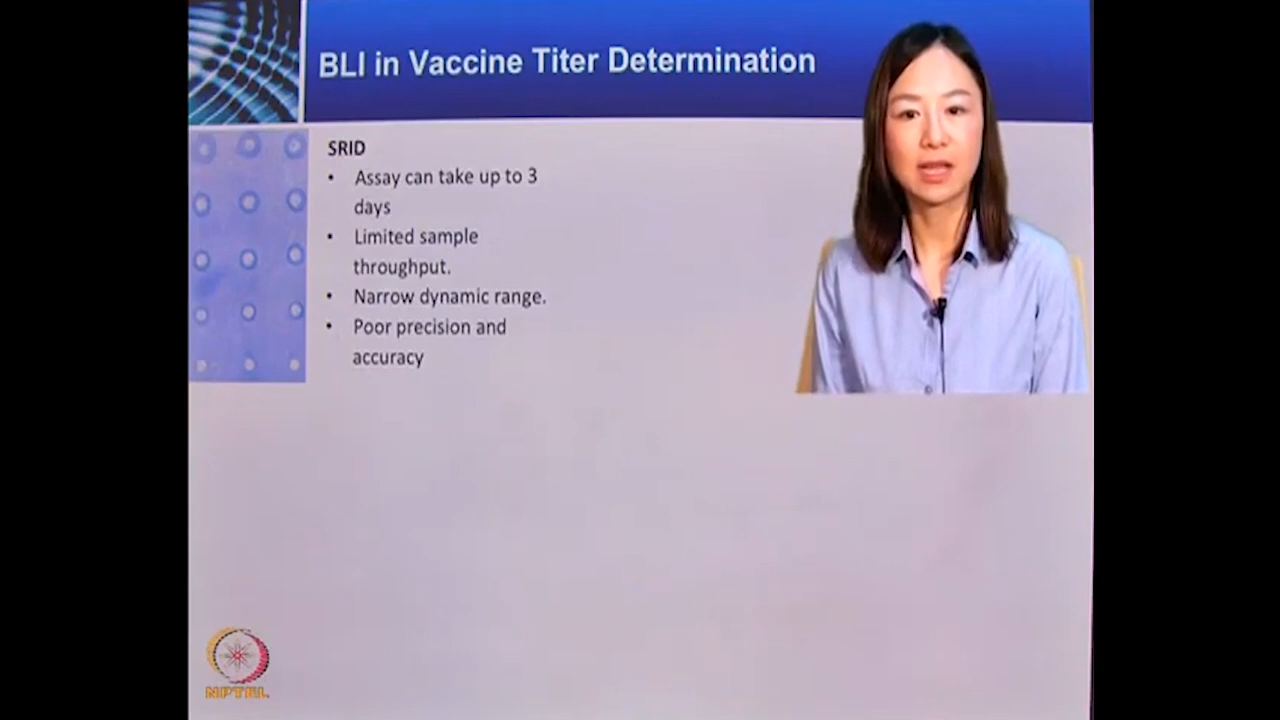 BLI in Vaccine Titer Determination
SRID
• Assay can take up to 3
days
• Limited sample
throughput.
• Narrow dynamic range.
• Poor precision and
accuracy
NPTEL